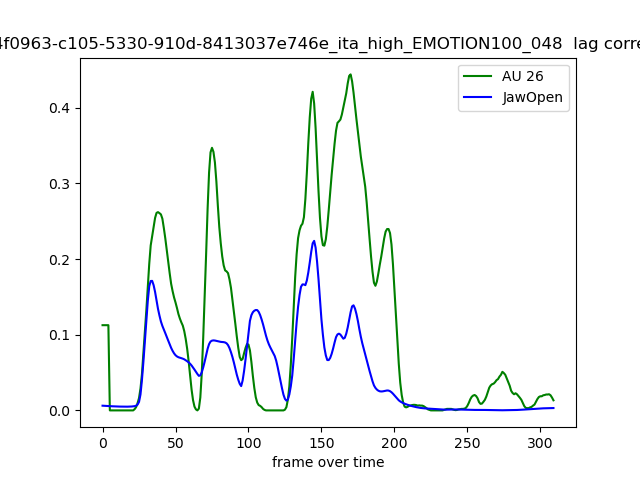 4f0963-c105-5330-910d-8413037e746e_ita_high_EMOTION100_048 lag corre
AU 26
JawOpen
0.4
0.3
0.2
0.1
0.0
0 50 100 150 200 250 300
frame over time